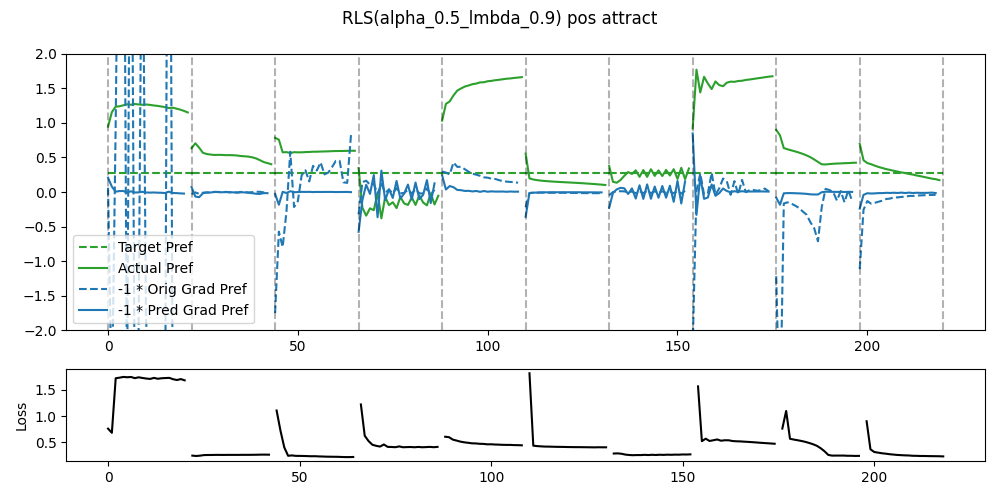 RLS(alpha_0.5_lmbda_0.9) pos attract
2.0
1.5
1.0
0.5
0.0
−0.5
−1.0
−1.5
−2.0
Target Pref
Actual Pref
-1 * Orig Grad Pref
-1 * Pred Grad Pref
0 50 100 150 200
Loss
1.5
1.0
0.5
0 50 100 150 200